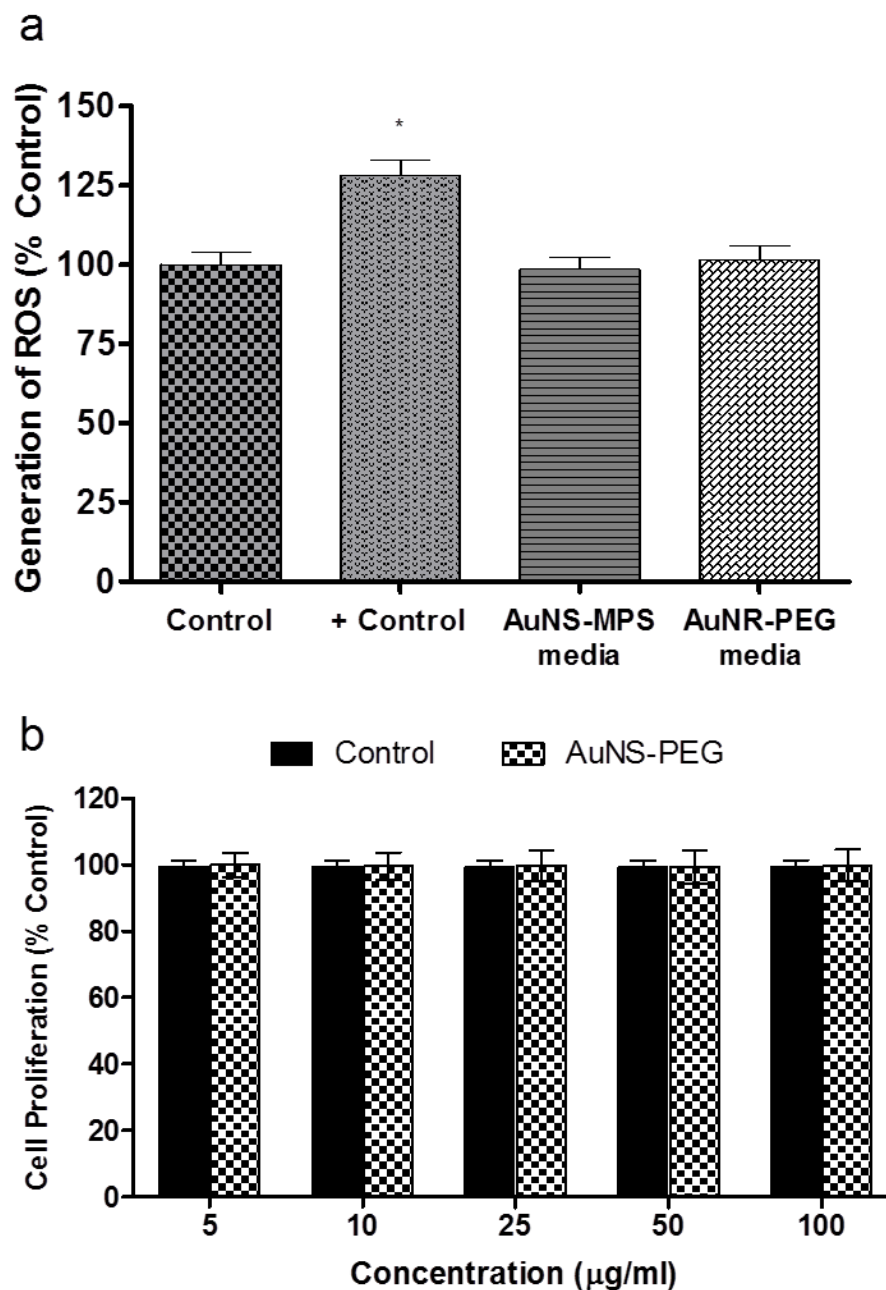 a
Generation of ROS (% Control)
150
*
125
100
75
50
25
0
Control
+ Control
AuNS-MPS
media
AuNR-PEG
media
b
Control
AuNS-PEG
Cell Proliferation (% Control)
120
100
80
60
40
20
0
5
10
25
50
100
Concentration (μg/ml)